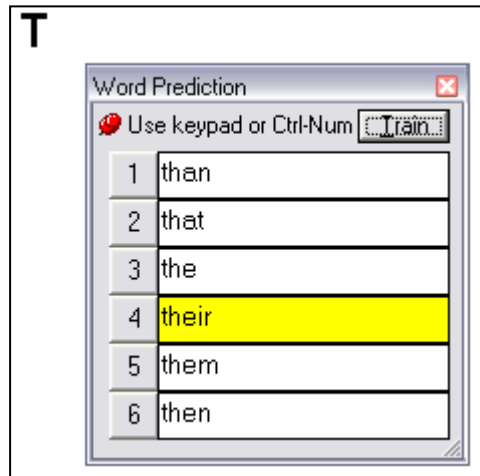 T
Word Prediction
Use keypad or Ctrl-Num Train
1 than
2 that
3 the
4 their
5 them
6 then